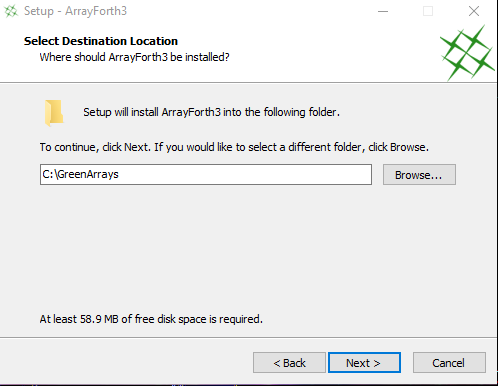 Setup - ArrayForth3
Select Destination Location
Where should ArrayForth3 be installed?
Setup will install ArrayForth3 into the following folder.
To continue, click Next. If you would like to select a different folder, click Browse.
C:\GreenArrays
Browse...
At least 58.9 MB of free disk space is required.
< Back
Next >
Cancel